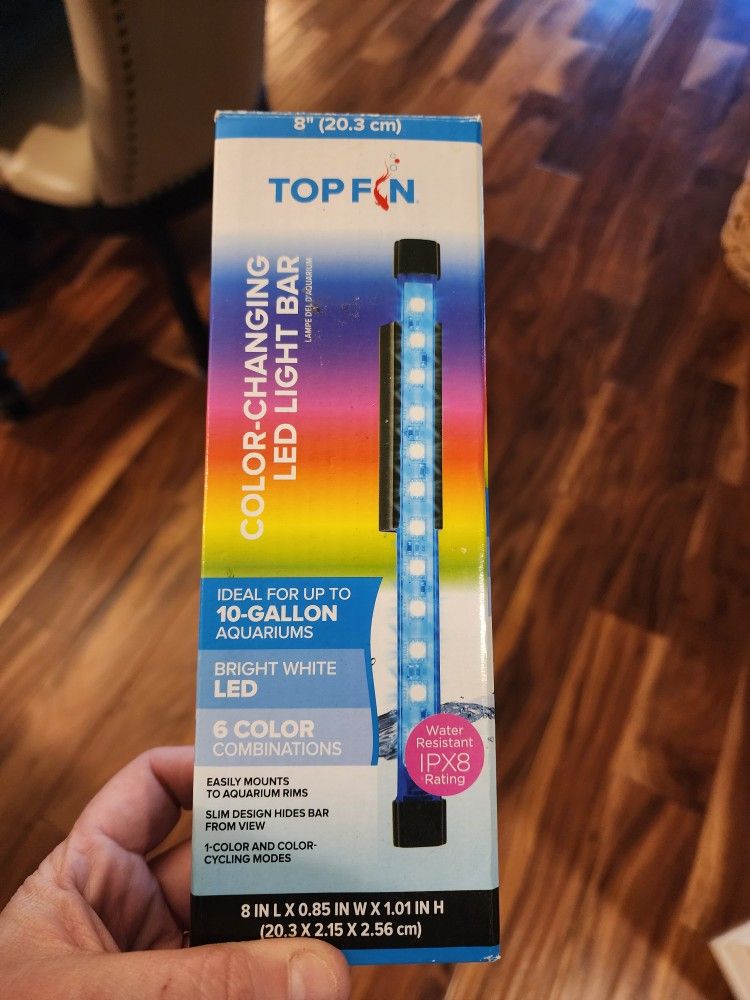 8" (20.3 cm)
TOP FIN
COLOR-CHANGING
LED LIGHT BAR
LAMPE DEL D'AQUARIUM
IDEAL FOR UP TO
10-GALLON
AQUARIUMS
BRIGHT WHITE
LED
6 COLOR
COMBINATIONS
Water
Resistant
IPX8
Rating
EASILY MOUNTS
TO AQUARIUM RIMS
SLIM DESIGN HIDES BAR
FROM VIEW
1-COLOR AND COLOR-
CYCLING MODES
8 IN L X 0.85 IN W X 1.01 IN H
(20.3 X 2.15 X 2.56 cm)